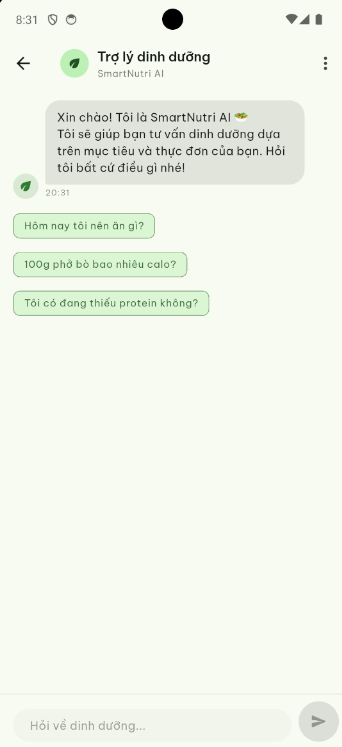 8:31
Trợ lý dinh dưỡng
SmartNutri AI
Xin chào! Tôi là SmartNutri AI 🥗
Tôi sẽ giúp bạn tư vấn dinh dưỡng dựa
trên mục tiêu và thực đơn của bạn. Hỏi
tôi bất cứ điều gì nhé!
20:31
Hôm nay tôi nên ăn gì?
100g phở bò bao nhiêu calo?
Tôi có đang thiếu protein không?
Hỏi về dinh dưỡng...